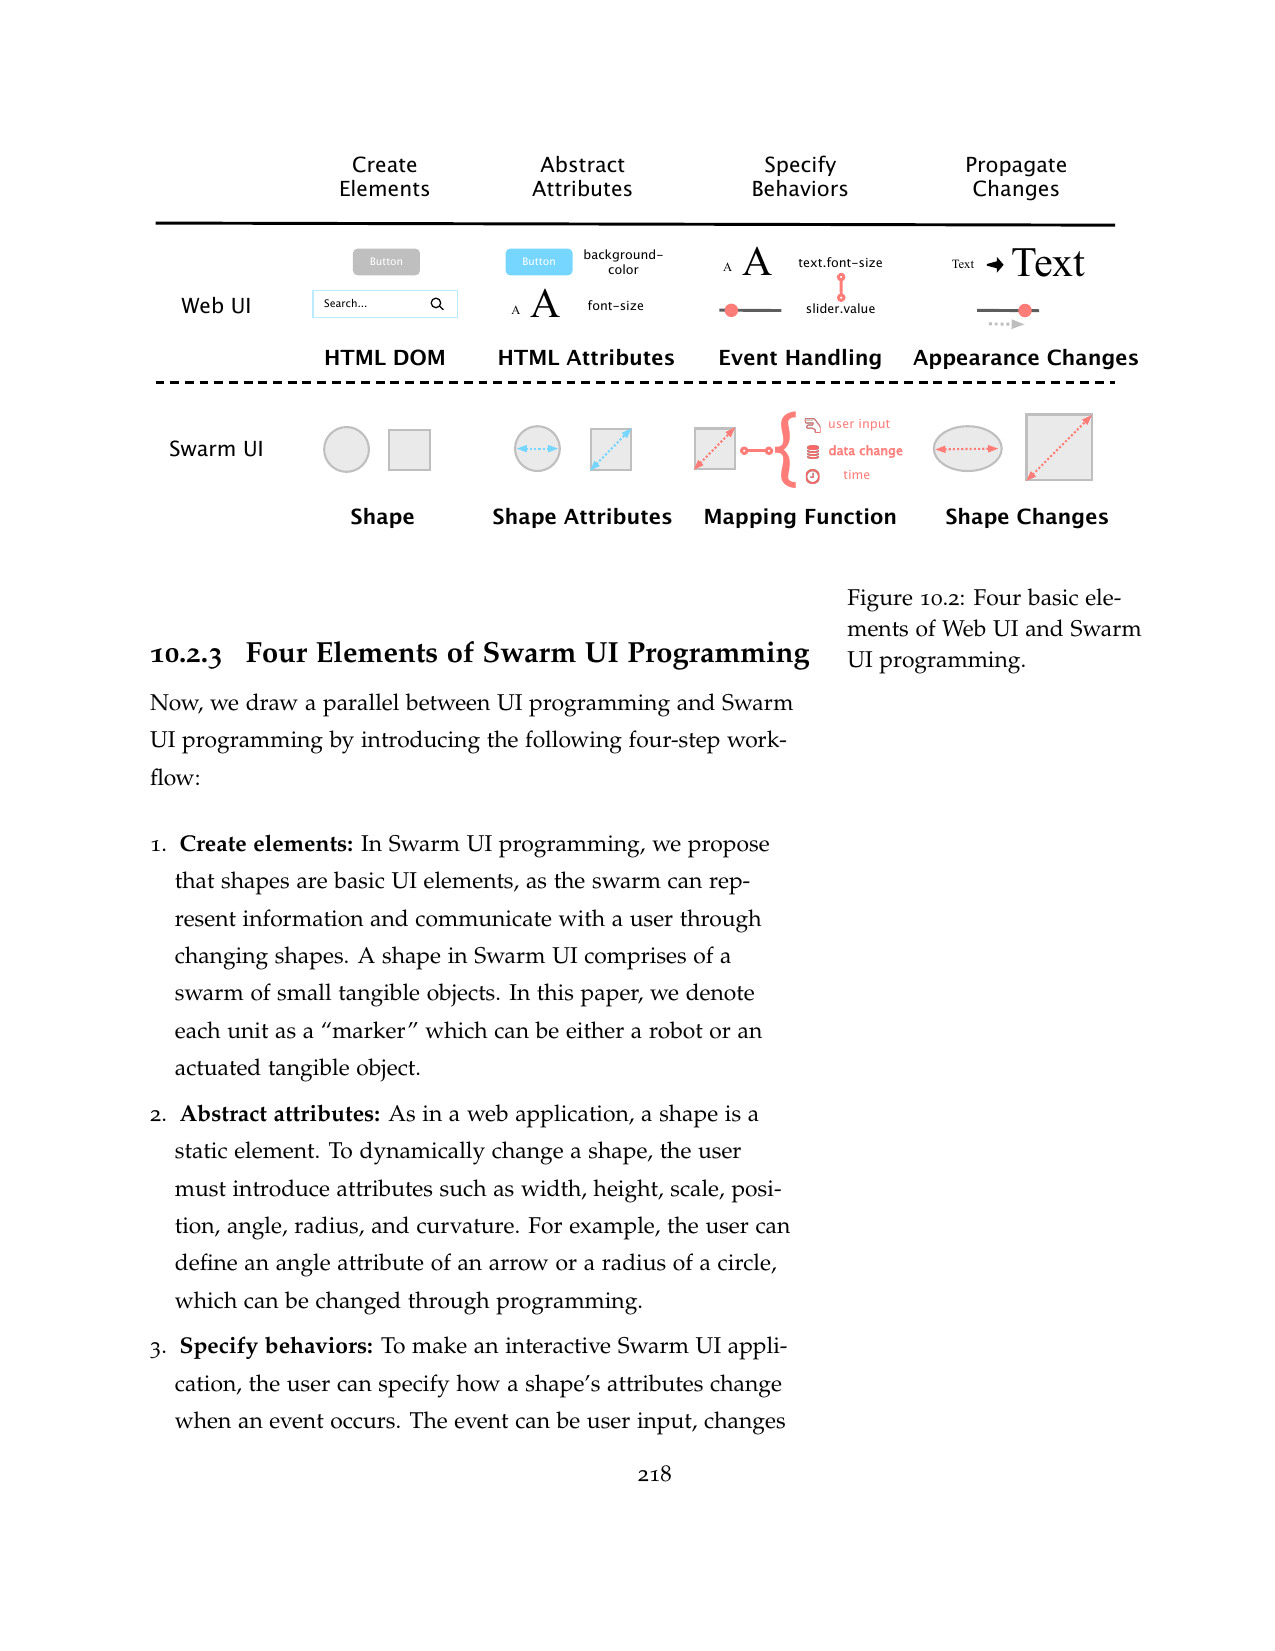 Create
Elements
Abstract
Attributes
Specify
Behaviors
Propagate
Changes
Web UI
Button
Search...
HTML DOM
Button
background-
color
A A
font-size
HTML Attributes
A A
text.font-size
slider.value
Event Handling
Text Text
Appearance Changes
Swarm UI
Shape
Shape Attributes
user input
data change
time
Mapping Function
Shape Changes
Figure 10.2: Four basic ele-
ments of Web UI and Swarm
UI programming.
10.2.3 Four Elements of Swarm UI Programming
Now, we draw a parallel between UI programming and Swarm
UI programming by introducing the following four-step work-
flow:
1. Create elements: In Swarm UI programming, we propose
that shapes are basic UI elements, as the swarm can rep-
resent information and communicate with a user through
changing shapes. A shape in Swarm UI comprises of a
swarm of small tangible objects. In this paper, we denote
each unit as a “marker” which can be either a robot or an
actuated tangible object.
2. Abstract attributes: As in a web application, a shape is a
static element. To dynamically change a shape, the user
must introduce attributes such as width, height, scale, posi-
tion, angle, radius, and curvature. For example, the user can
define an angle attribute of an arrow or a radius of a circle,
which can be changed through programming.
3. Specify behaviors: To make an interactive Swarm UI appli-
cation, the user can specify how a shape’s attributes change
when an event occurs. The event can be user input, changes
218